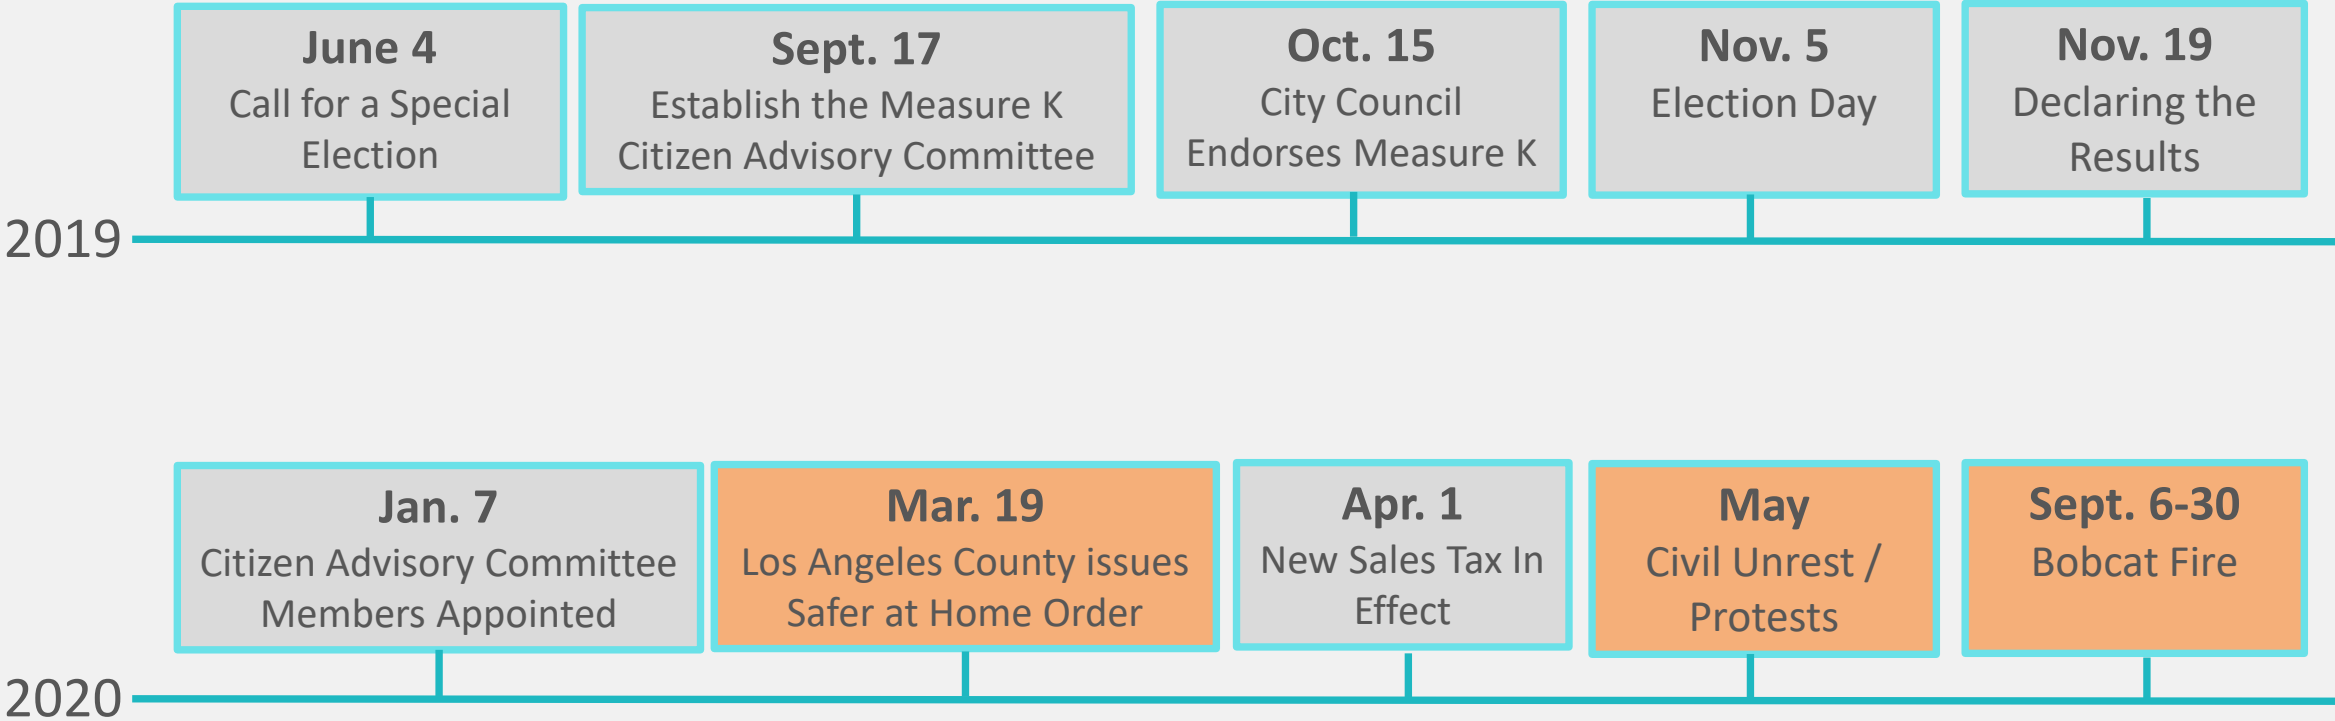 June 4
Call for a Special
Election
Sept. 17
Establish the Measure K
Citizen Advisory Committee
Oct. 15
City Council
Endorses Measure K
Nov. 5
Election Day
Nov. 19
Declaring the
Results
2019
Jan. 7
Citizen Advisory Committee
Members Appointed
Mar. 19
Los Angeles County issues
Safer at Home Order
Apr. 1
New Sales Tax In
Effect
May
Civil Unrest /
Protests
Sept. 6-30
Bobcat Fire
2020